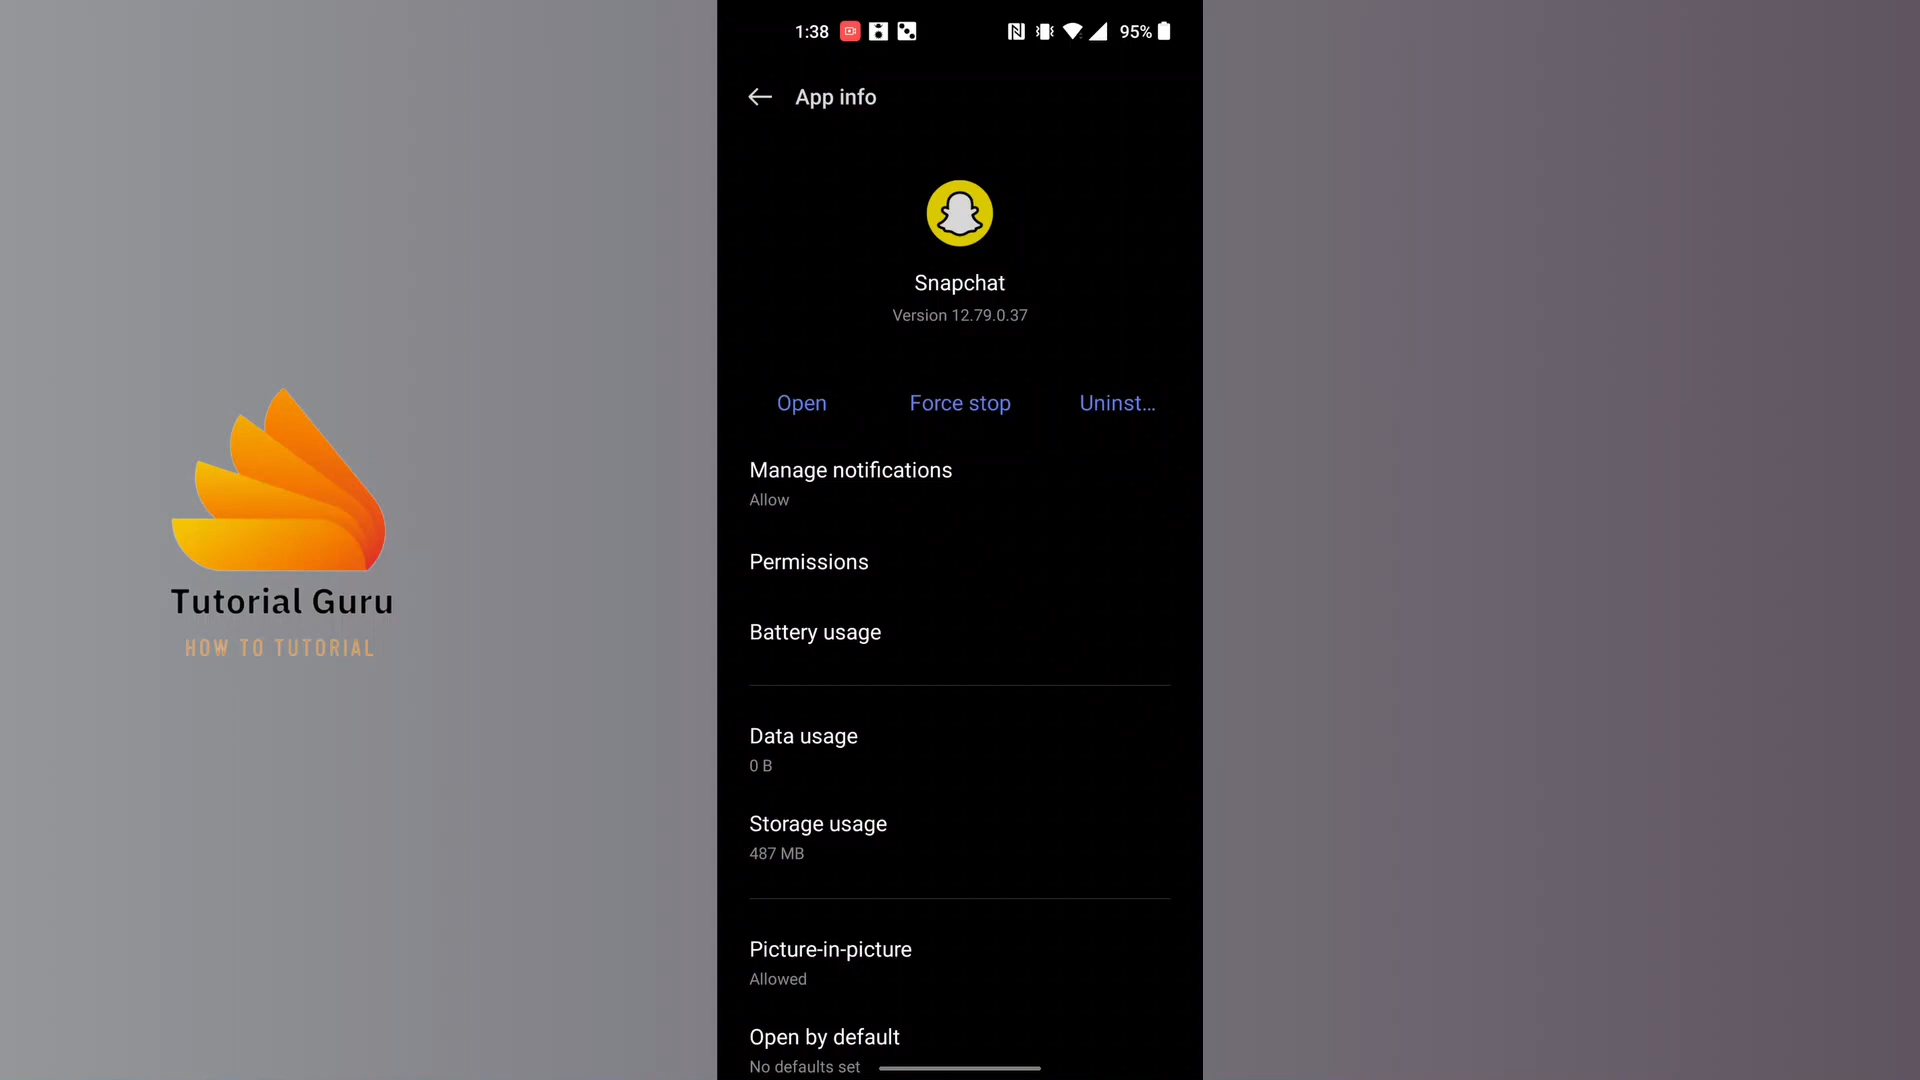 1:38
95%
App info
Snapchat
Version 12.79.0.37
Open
Force stop
Uninst...
Manage notifications
Allow
Permissions
Battery usage
Data usage
0 B
Storage usage
487 MB
Picture-in-picture
Allowed
Open by default
No defaults set
Tutorial Guru
HOW TO TUTORIAL